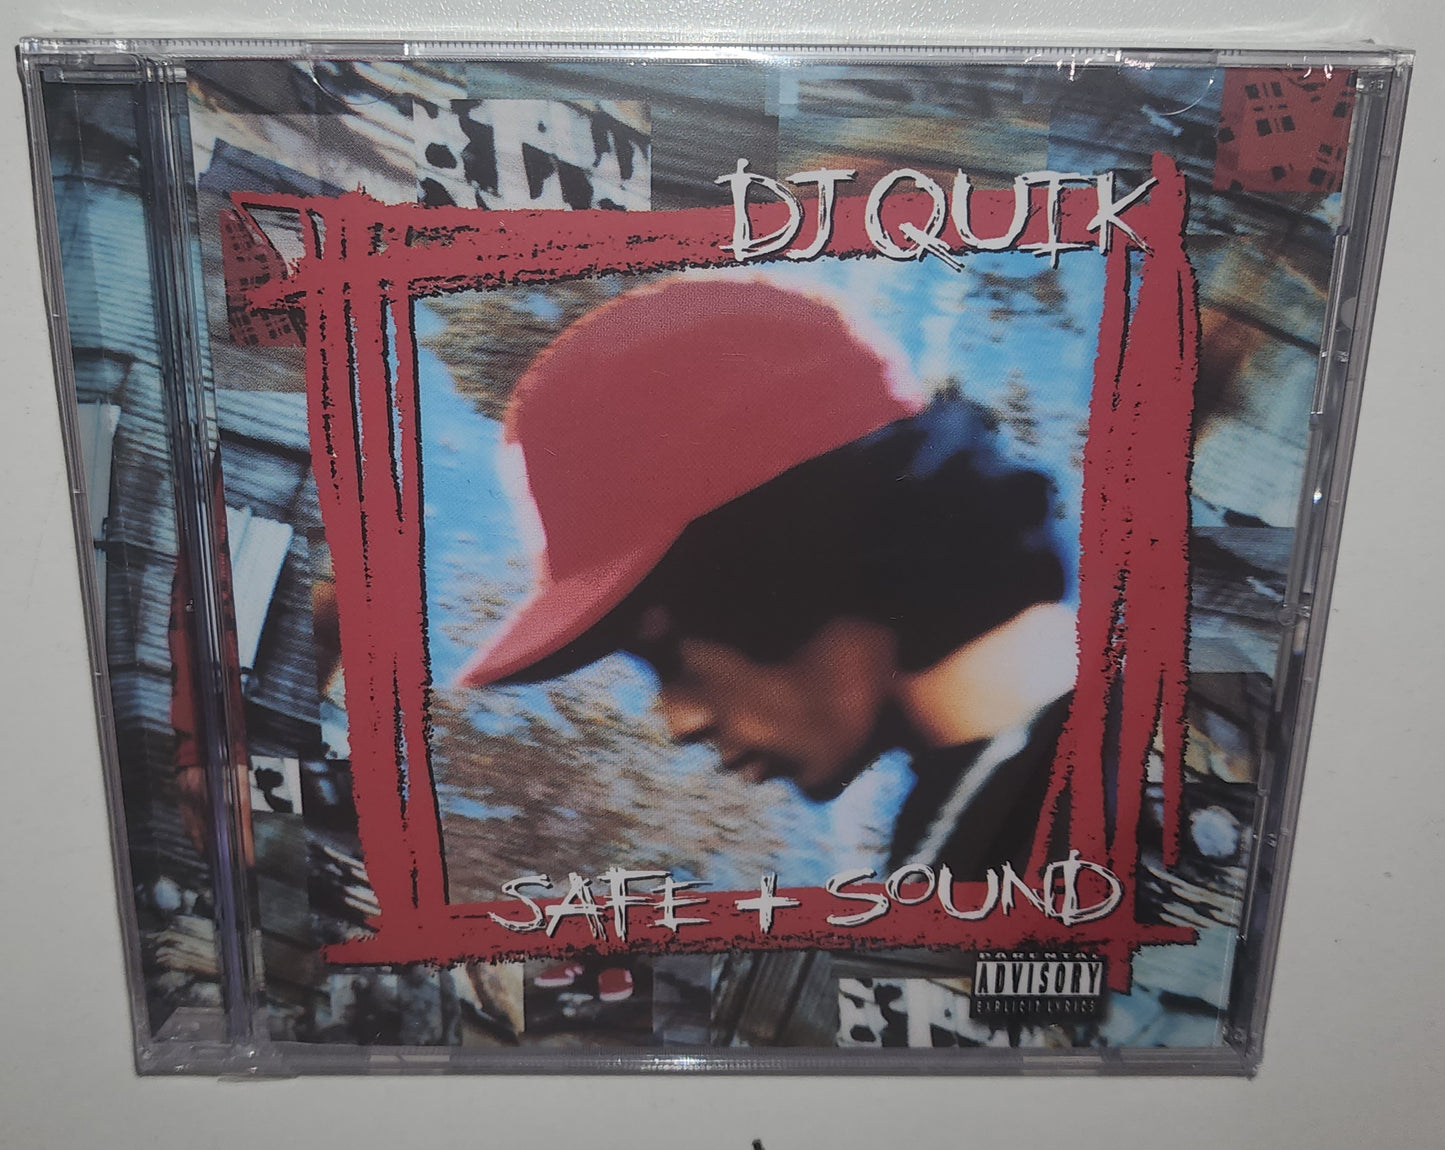 DJ QUIK
SAFE + SOUND
PARENTAL
ADVISORY
EXPLICIT LYRICS